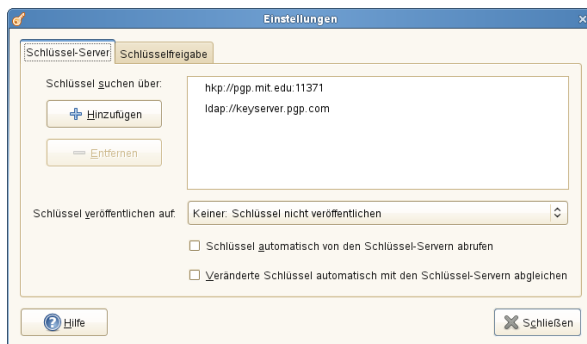 Einstellungen
Schlüssel-Server
Schlüsselfreigabe
Schlüssel suchen über:
hkp://pgp.mit.edu:11371
ldap://keyserver.pgp.com
Hinzufügen
Entfernen
Schlüssel veröffentlichen auf:
Keiner: Schlüssel nicht veröffentlichen
Schlüssel automatisch von den Schlüssel-Servern abrufen
Veränderte Schlüssel automatisch mit den Schlüssel-Servern abgleichen
Hilfe
Schließen